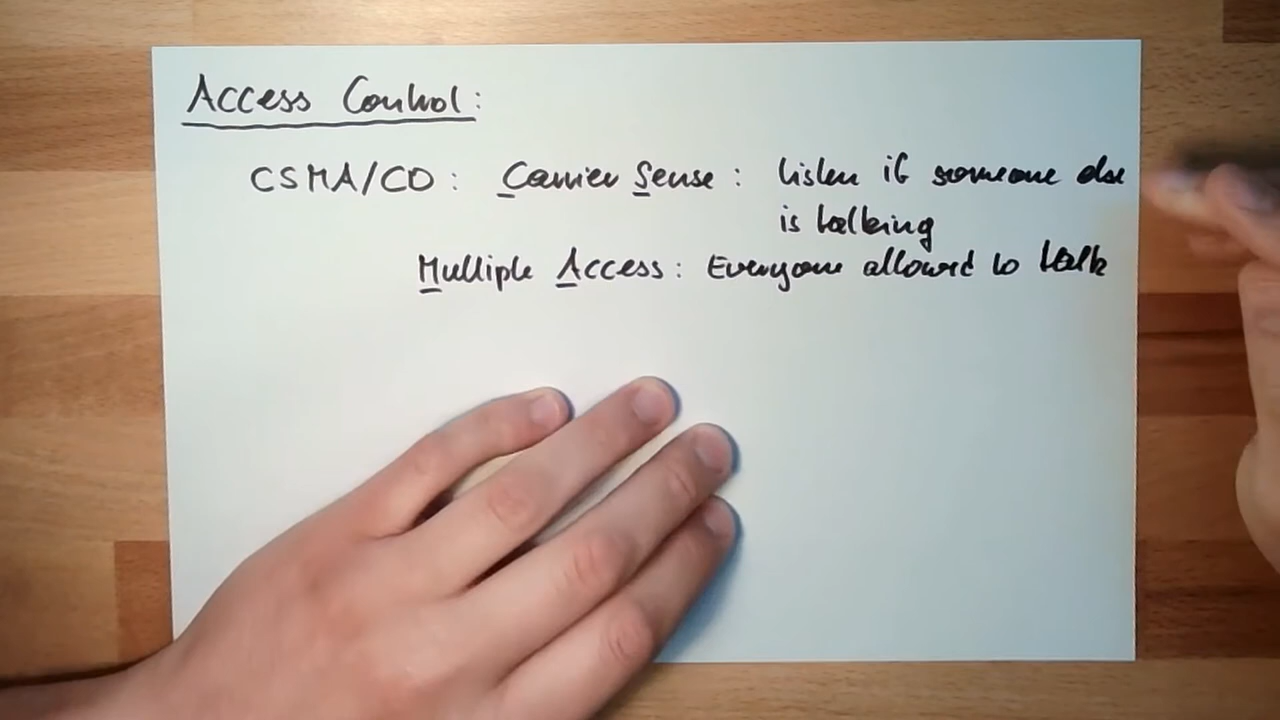 Access Control:
CSMA/CD: Carrier Sense: listen if someone else
is talking
Multiple Access: Everyone allowed to talk